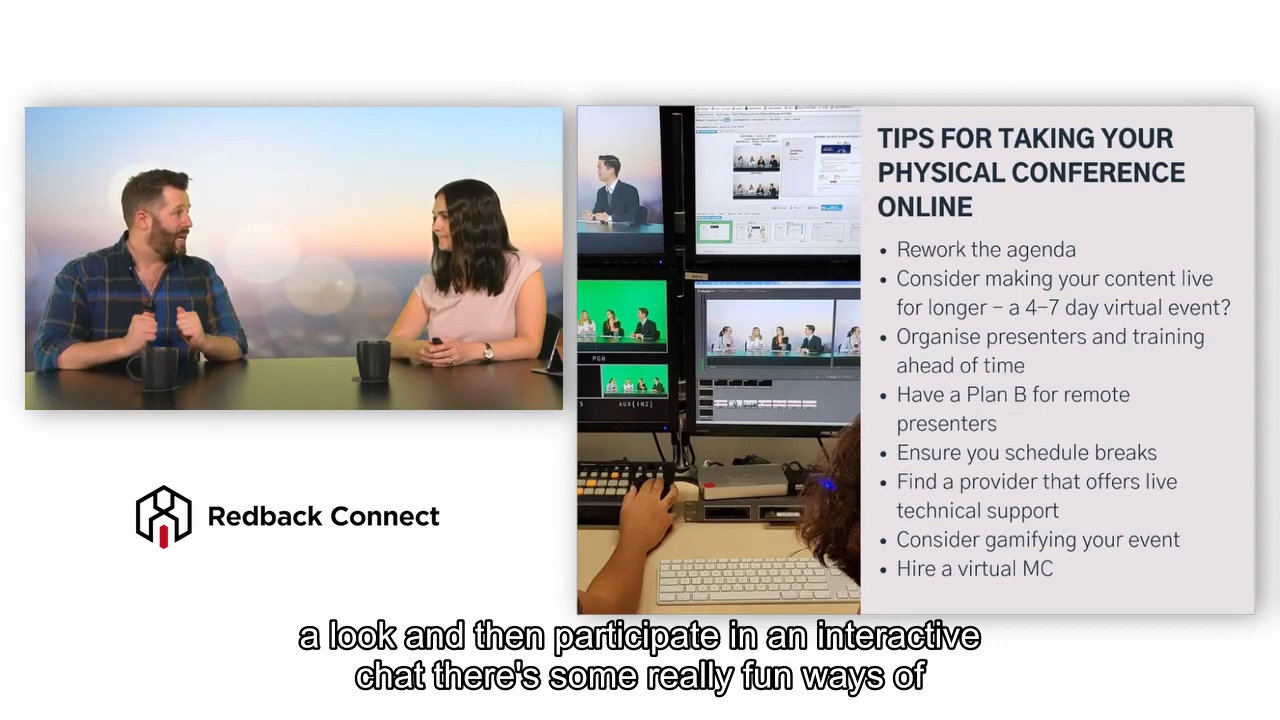 TIPS FOR TAKING YOUR
PHYSICAL CONFERENCE
ONLINE
• Rework the agenda
• Consider making your content live
for longer – a 4–7 day virtual event?
• Organise presenters and training
ahead of time
• Have a Plan B for remote
presenters
• Ensure you schedule breaks
• Find a provider that offers live
technical support
• Consider gamifying your event
• Hire a virtual MC
PGM
AUX[IN2]
Redback Connect
a look and then participate in an interactive
chat there's some really fun ways of